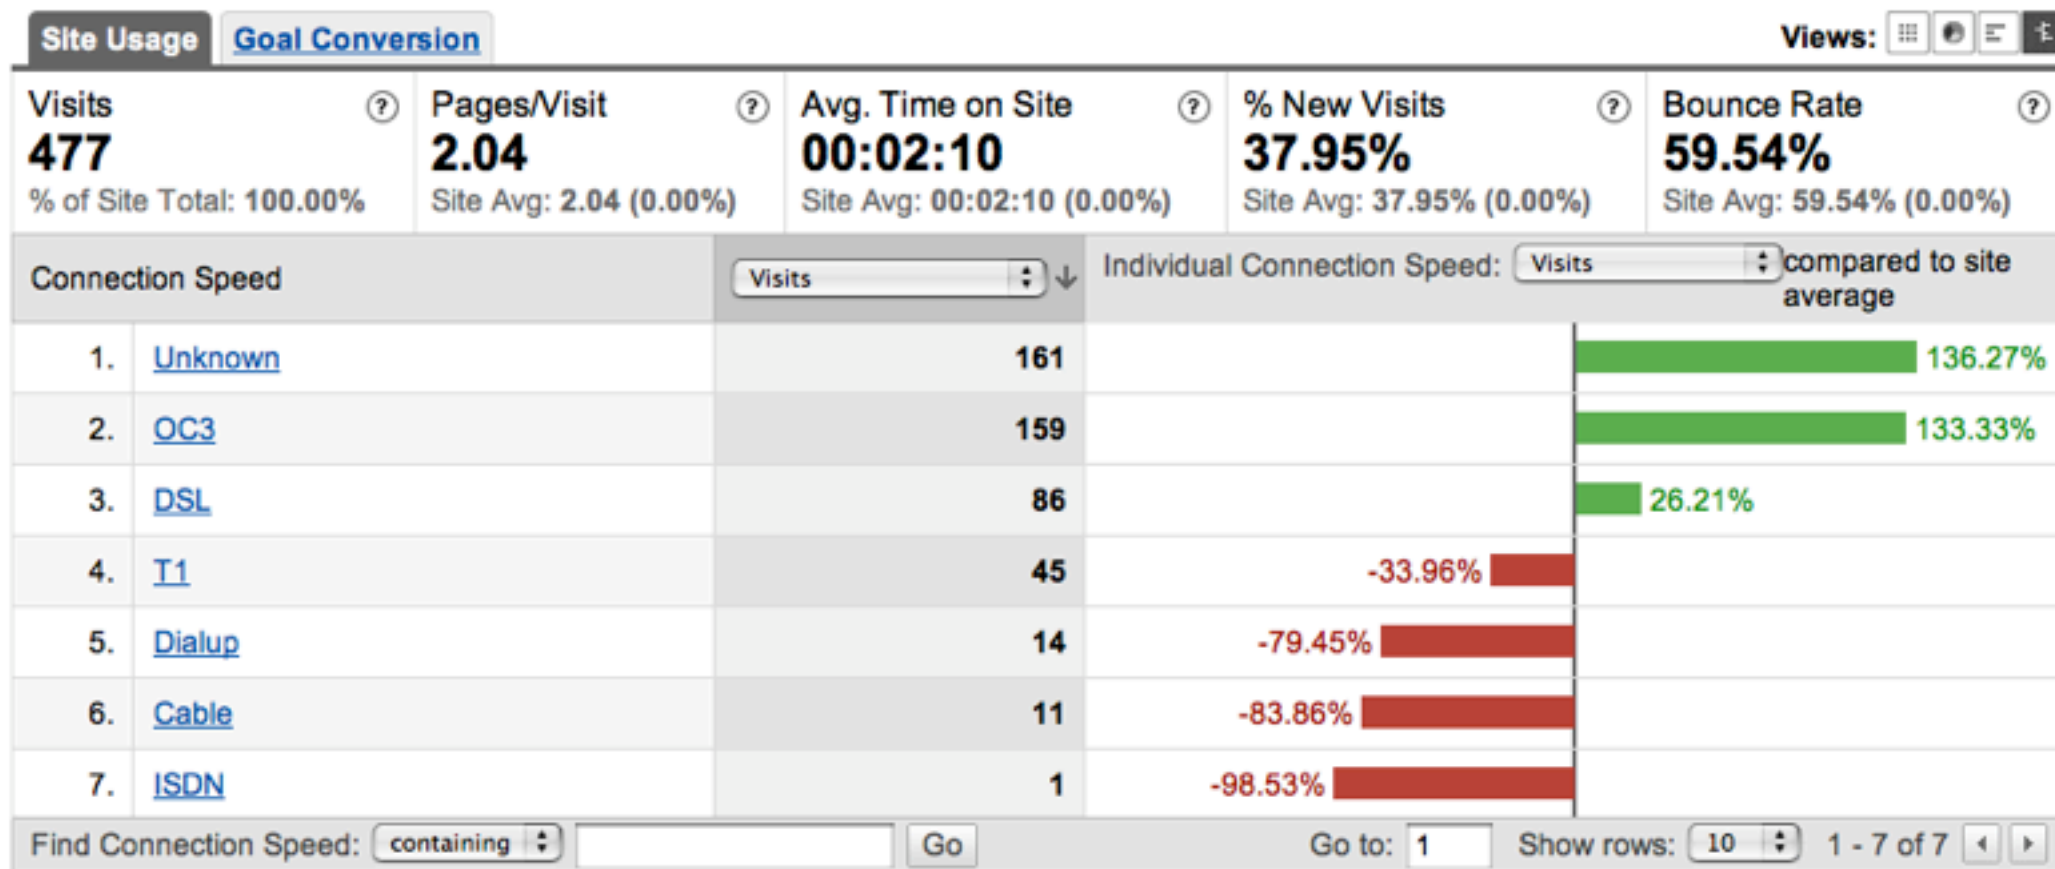 Site Usage Goal Conversion Views:
Visits ? Pages/Visit ? Avg. Time on Site ? % New Visits ? Bounce Rate ?
477 2.04 00:02:10 37.95% 59.54%
% of Site Total: 100.00% Site Avg: 2.04 (0.00%) Site Avg: 00:02:10 (0.00%) Site Avg: 37.95% (0.00%) Site Avg: 59.54% (0.00%)
Connection Speed Visits Individual Connection Speed: Visits compared to site
average
1. Unknown 161 136.27%
2. OC3 159 133.33%
3. DSL 86 26.21%
4. T1 45 -33.96%
5. Dialup 14 -79.45%
6. Cable 11 -83.86%
7. ISDN 1 -98.53%
Find Connection Speed: containing Go Go to: 1 Show rows: 10 1 - 7 of 7